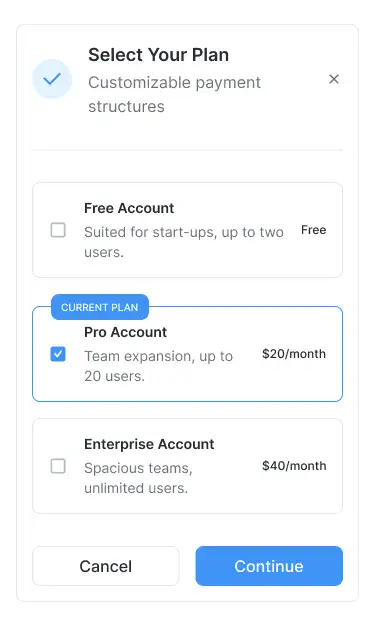 Select Your Plan
Customizable payment
structures
Free Account
Suited for start-ups, up to two
users.
Free
CURRENT PLAN
Pro Account
Team expansion, up to
20 users.
$20/month
Enterprise Account
Spacious teams,
unlimited users.
$40/month
Cancel
Continue